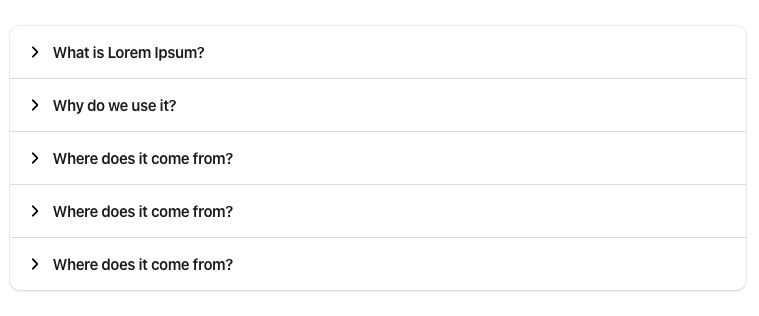 What is Lorem Ipsum?
Why do we use it?
Where does it come from?
Where does it come from?
Where does it come from?